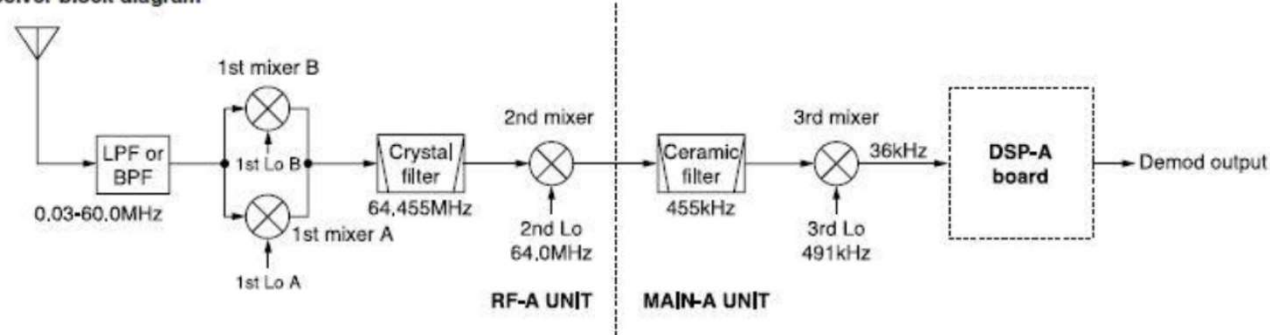 1st mixer B
1st Lo B
LPF or
BPF
0.03-60.0MHz
1st mixer A
1st Lo A
Crystal
filter
64.455MHz
2nd mixer
2nd Lo
64.0MHz
RF-A UNIT
MAIN-A UNIT
Ceramic
filter
455kHz
3rd mixer
3rd Lo
491kHz
36kHz
DSP-A
board
Demod output